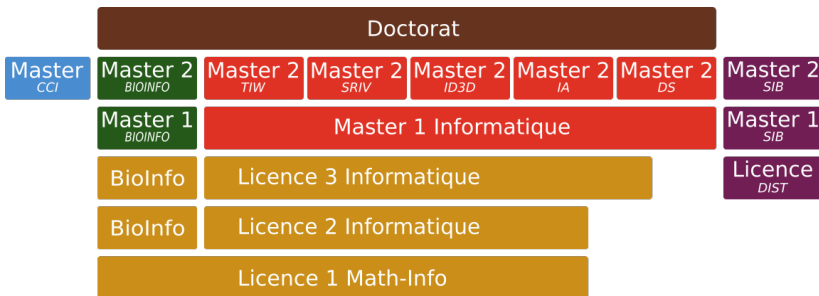 Doctorat
Master
CCI
Master 2
BIOINFO
Master 2
TIW
Master 2
SRIV
Master 2
ID3D
Master 2
IA
Master 2
DS
Master 2
SIB
Master 1
BIOINFO
Master 1 Informatique
Master 1
SIB
BioInfo
Licence 3 Informatique
Licence
DIST
BioInfo
Licence 2 Informatique
Licence 1 Math-Info